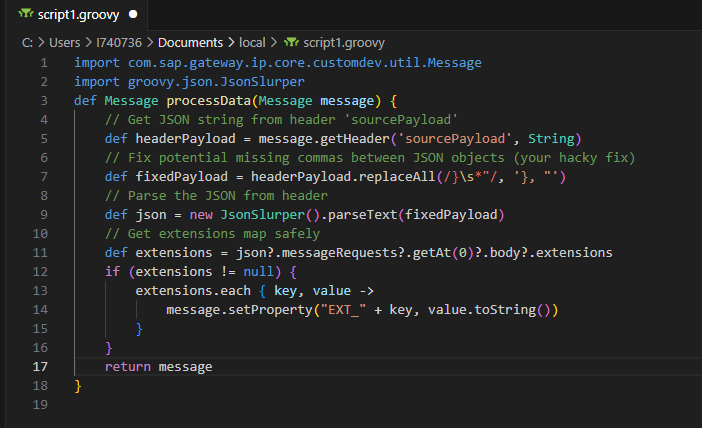 script1.groovy
C: > Users > I740736 > Documents > local > script1.groovy
1 import com.sap.gateway.ip.core.customdev.util.Message
2 import groovy.json.JsonSlurper
3 def Message processData(Message message) {
4     // Get JSON string from header 'sourcePayload'
5     def headerPayload = message.getHeader('sourcePayload', String)
6     // Fix potential missing commas between JSON objects (your hacky fix)
7     def fixedPayload = headerPayload.replaceAll(/}\s*"/, '}, "')
8     // Parse the JSON from header
9     def json = new JsonSlurper().parseText(fixedPayload)
10     // Get extensions map safely
11     def extensions = json?.messageRequests?.getAt(0)?.body?.extensions
12     if (extensions != null) {
13         extensions.each { key, value ->
14             message.setProperty("EXT_" + key, value.toString())
15         }
16     }
17     return message
18 }
19